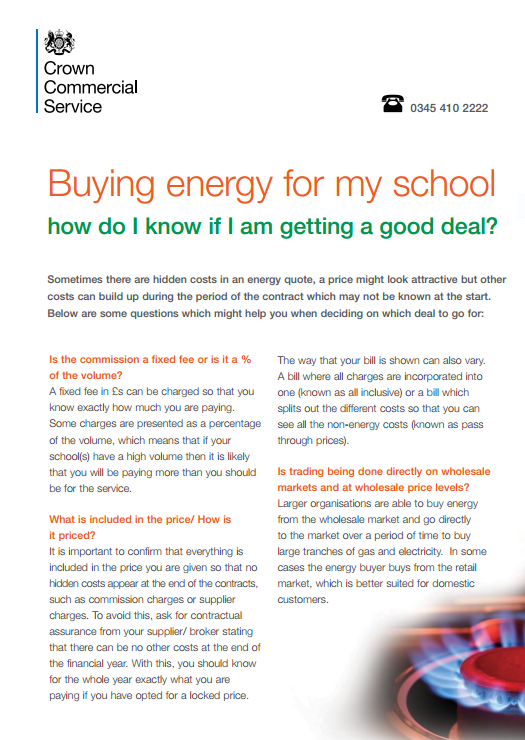 Crown
Commercial
Service
0345 410 2222
Buying energy for my school
how do I know if I am getting a good deal?
Sometimes there are hidden costs in an energy quote, a price might look attractive but other
costs can build up during the period of the contract which may not be known at the start.
Below are some questions which might help you when deciding on which deal to go for:
Is the commission a fixed fee or is it a %
of the volume?
A fixed fee in £s can be charged so that you
know exactly how much you are paying.
Some charges are presented as a percentage
of the volume, which means that if your
school(s) have a high volume then it is likely
that you will be paying more than you should
be for the service.
What is included in the price/ How is
it priced?
It is important to confirm that everything is
included in the price you are given so that no
hidden costs appear at the end of the contracts,
such as commission charges or supplier
charges. To avoid this, ask for contractual
assurance from your supplier/ broker stating
that there can be no other costs at the end of
the financial year. With this, you should know
for the whole year exactly what you are
paying if you have opted for a locked price.
The way that your bill is shown can also vary.
A bill where all charges are incorporated into
one (known as all inclusive) or a bill which
splits out the different costs so that you can
see all the non-energy costs (known as pass
through prices).
Is trading being done directly on wholesale
markets and at wholesale price levels?
Larger organisations are able to buy energy
from the wholesale market and go directly
to the market over a period of time to buy
large tranches of gas and electricity. In some
cases the energy buyer buys from the retail
market, which is better suited for domestic
customers.